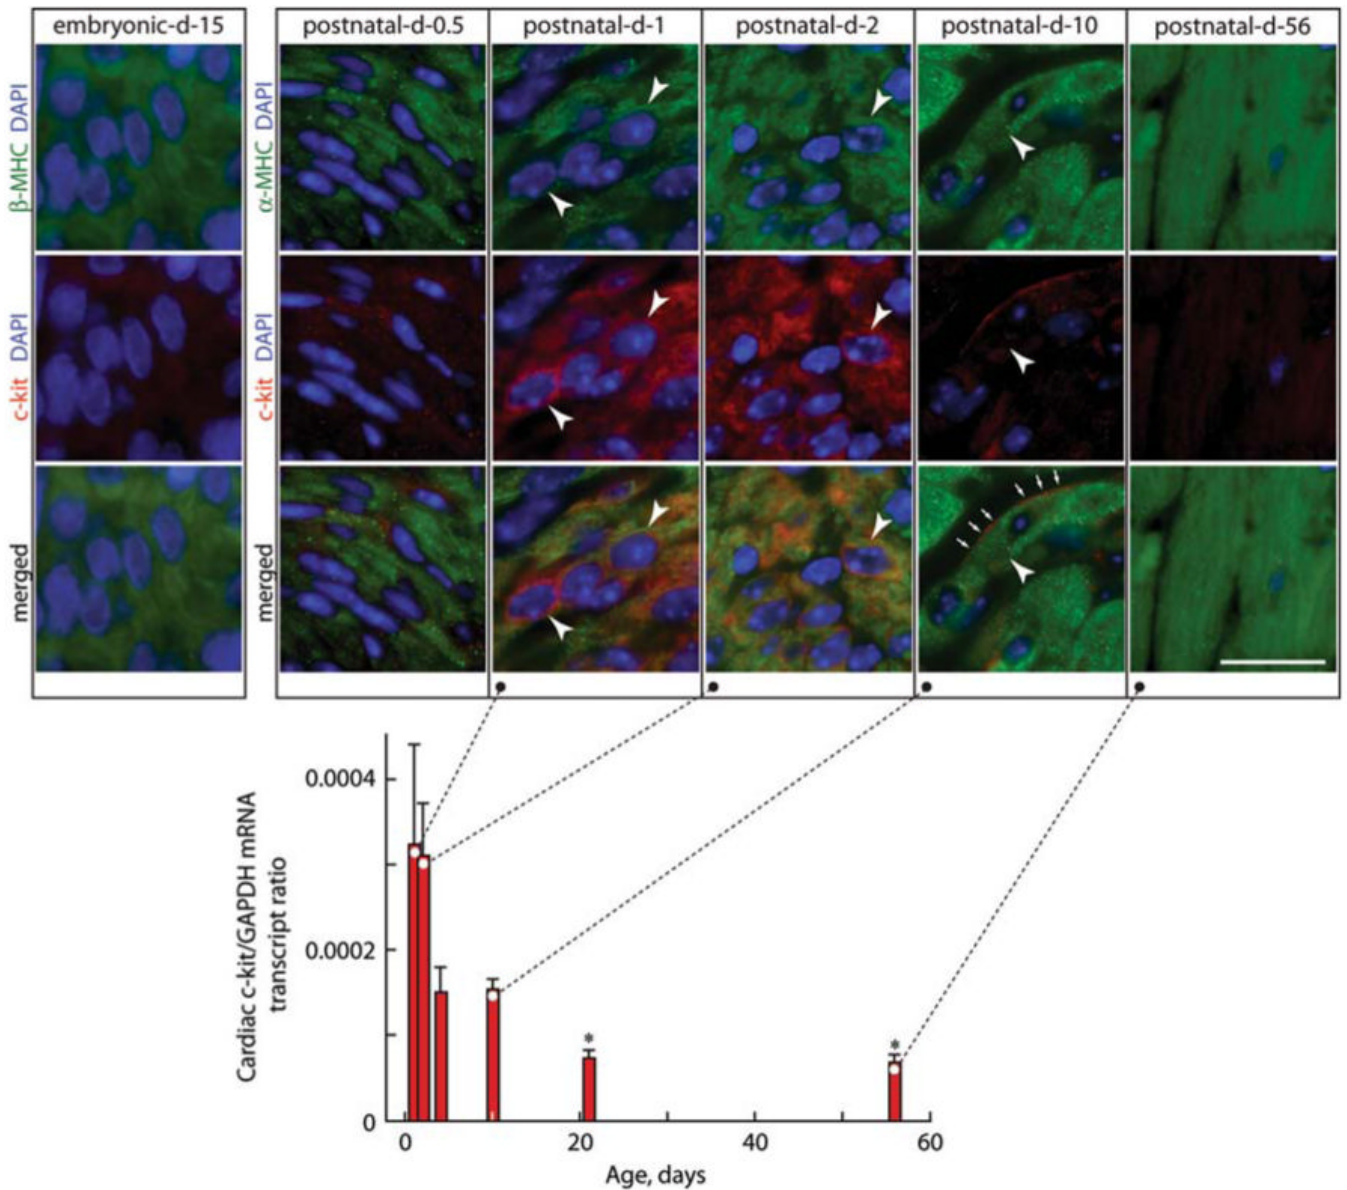 embryonic-d-15
postnatal-d-0.5
postnatal-d-1
postnatal-d-2
postnatal-d-10
postnatal-d-56
β-MHC DAPI
α-MHC DAPI
c-kit DAPI
c-kit DAPI
merged
merged
Cardiac c-kit/GAPDH mRNA
transcript ratio
0.0004
0.0002
0
*
*
0
20
40
60
Age, days